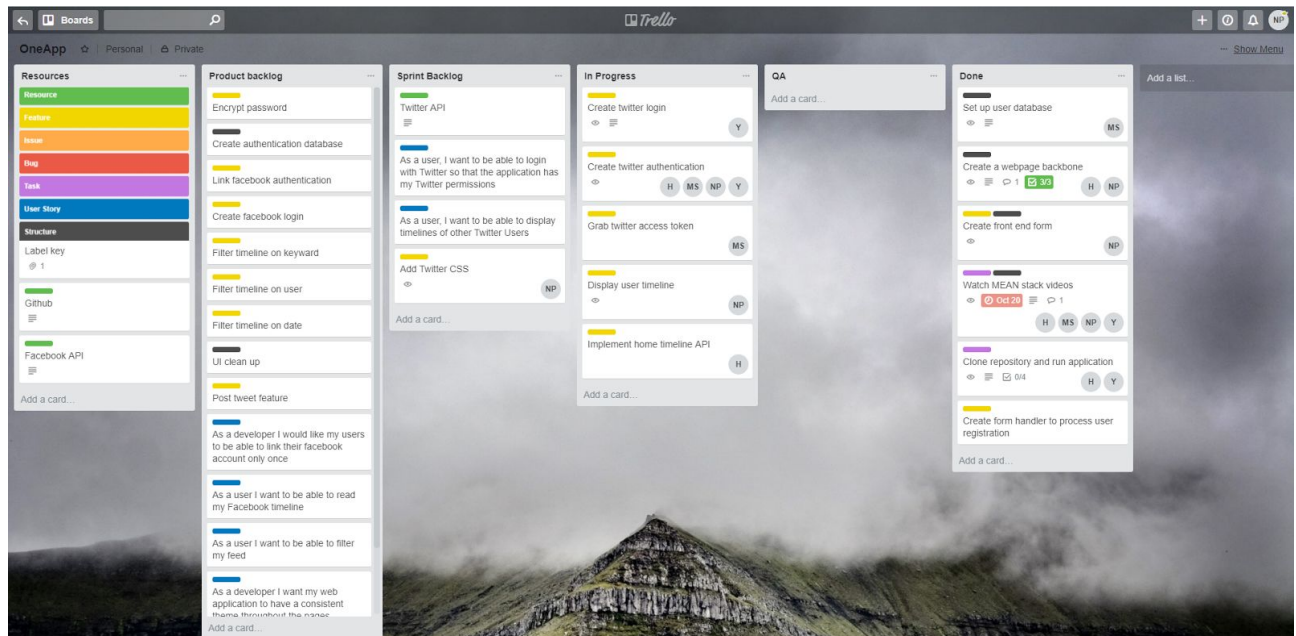 Boards
Trello
NP
OneApp
Personal
Private
Show Menu
Resources
Resource
Feature
Issue
Bug
Task
User Story
Structure
Label key
1
Github
Facebook API
Add a card...
Product backlog
Encrypt password
Create authentication database
Link facebook authentication
Create facebook login
Filter timeline on keyward
Filter timeline on user
Filter timeline on date
UI clean up
Post tweet feature
As a developer I would like my users
to be able to link their facebook
account only once
As a user I want to be able to read
my Facebook timeline
As a user I want to be able to filter
my feed
As a developer I want my web
application to have a consistent
theme throughout the pages
Add a card...
Sprint Backlog
Twitter API
As a user, I want to be able to login
with Twitter so that the application has
my Twitter permissions
As a user, I want to be able to display
timelines of other Twitter Users
Add Twitter CSS
NP
Add a card...
In Progress
Create twitter login
Y
Create twitter authentication
H MS NP Y
Grab twitter access token
MS
Display user timeline
NP
Implement home timeline API
H
Add a card...
QA
Add a card...
Done
Set up user database
MS
Create a webpage backbone
1 3/3 H NP
Create front end form
NP
Watch MEAN stack videos
Oct 20 1
H MS NP Y
Clone repository and run application
0/4 H Y
Create form handler to process user
registration
Add a card...
Add a list...